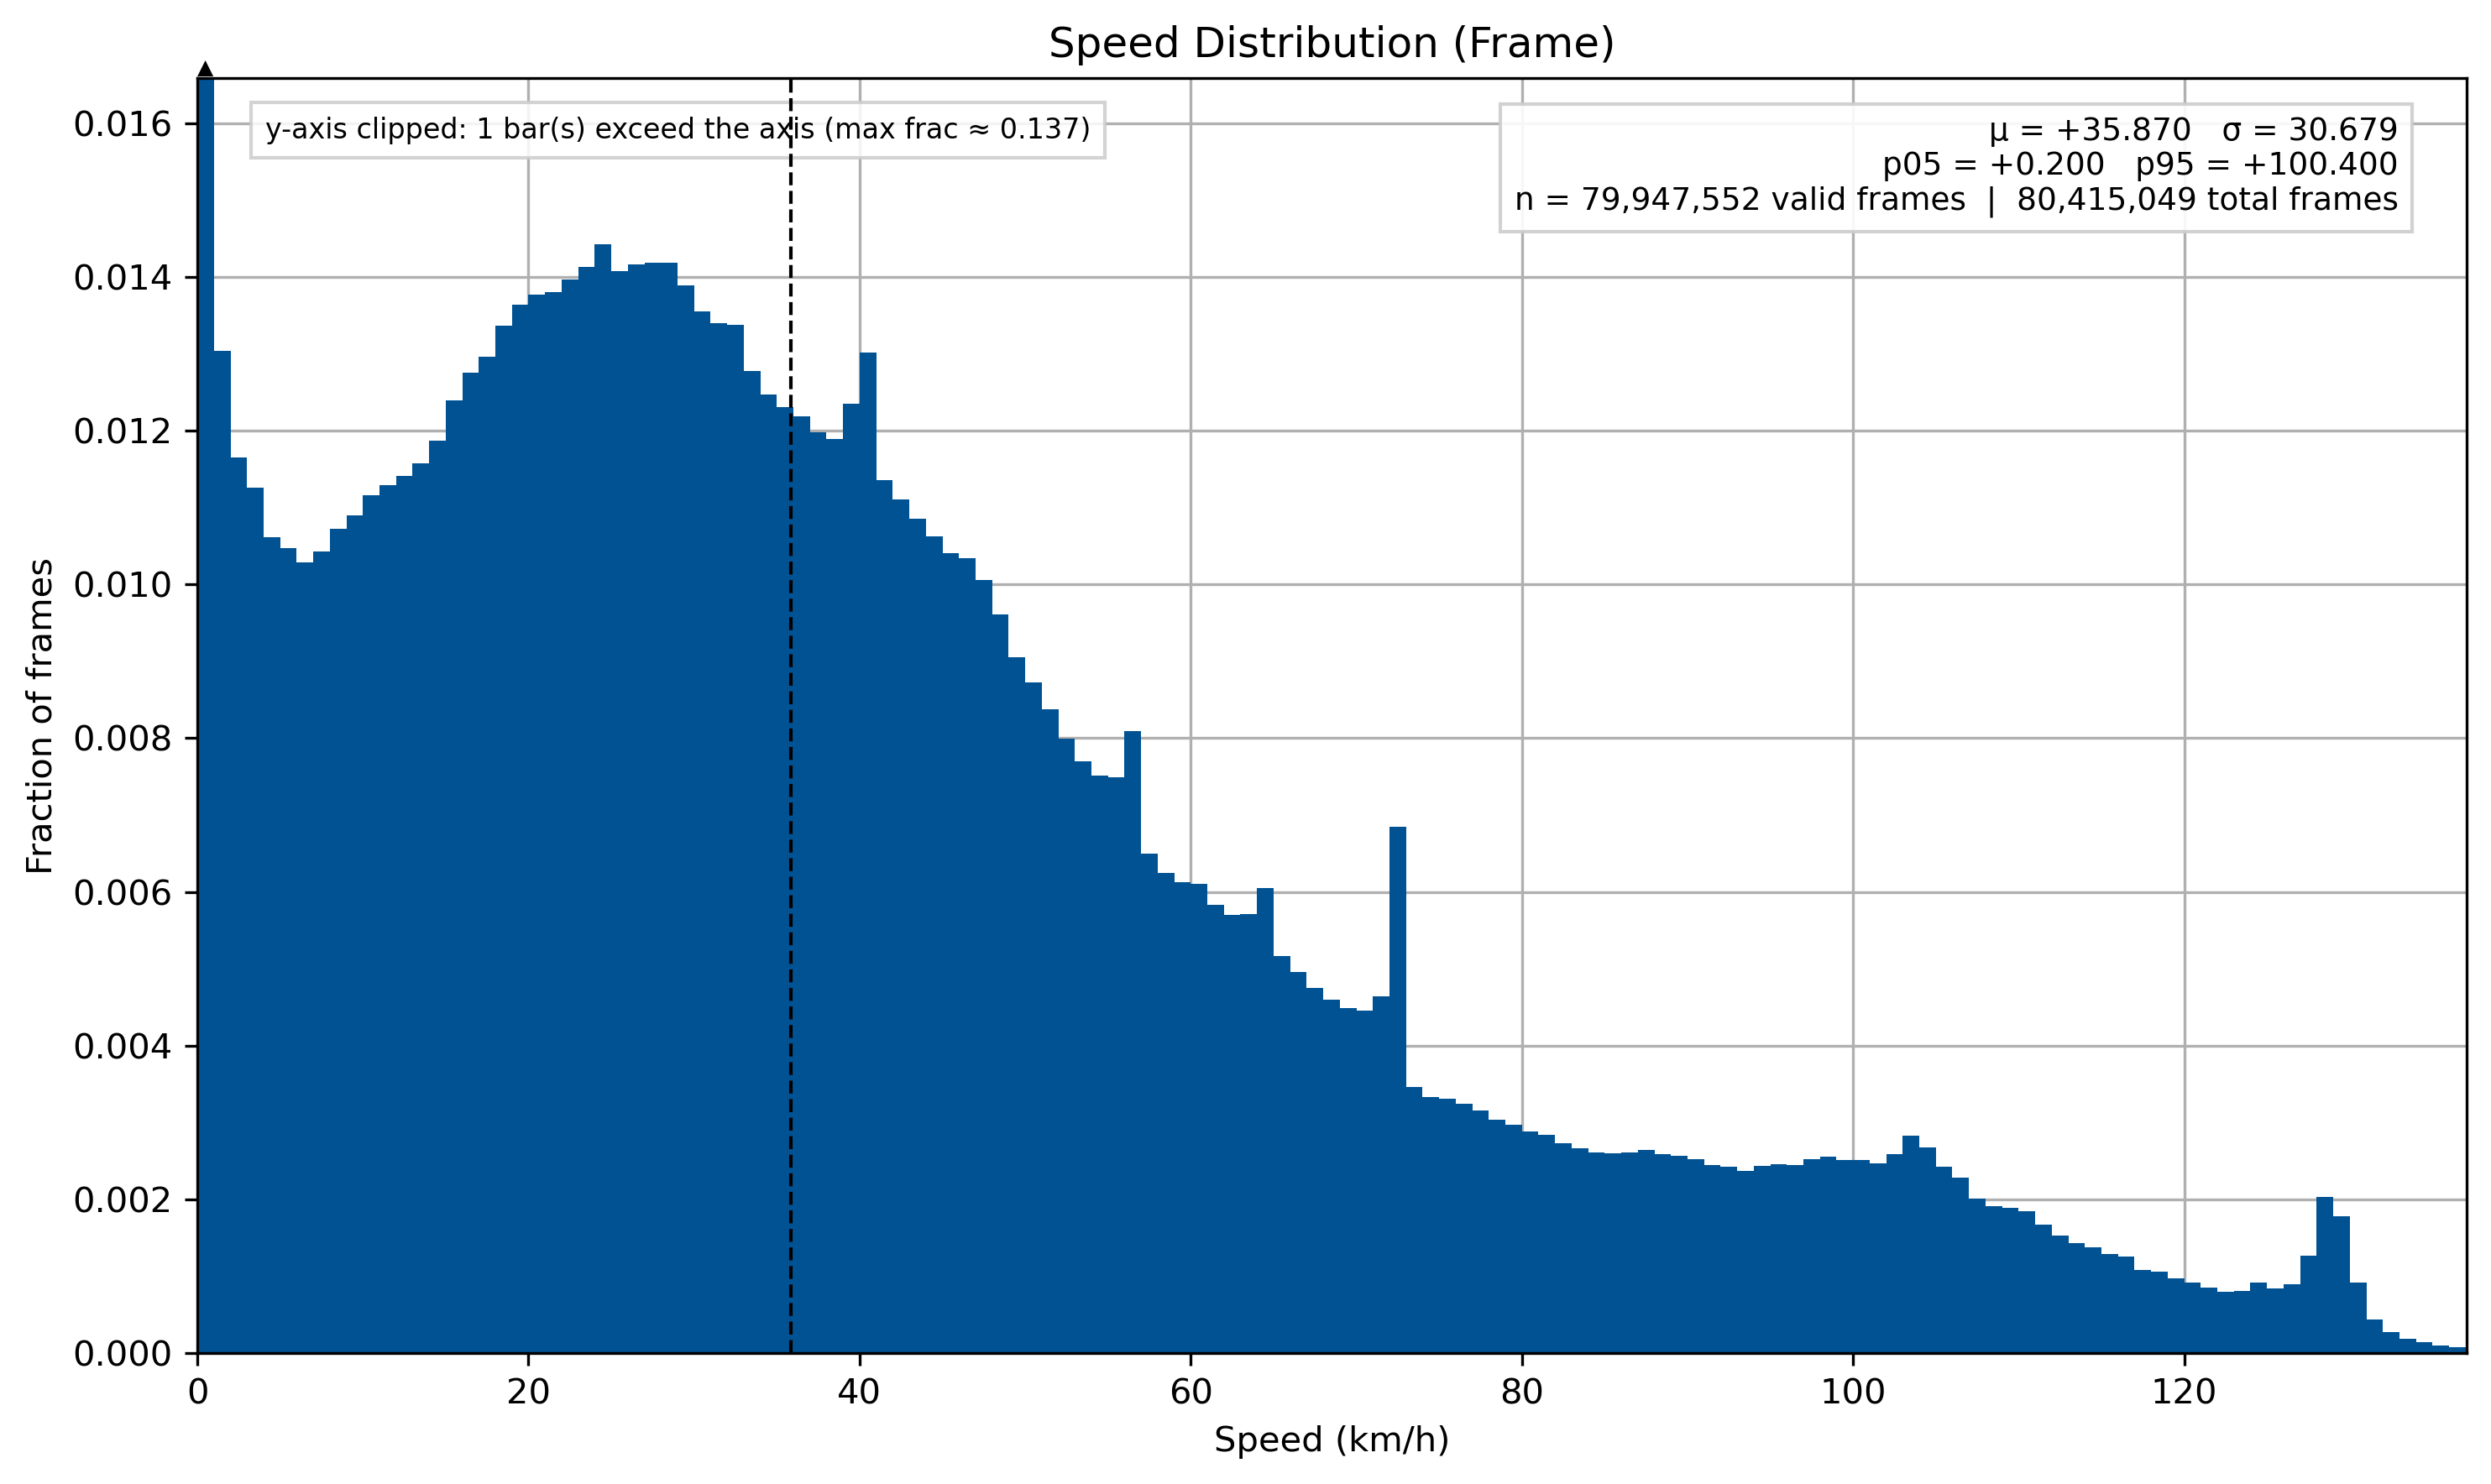 Speed Distribution (Frame)
y-axis clipped: 1 bar(s) exceed the axis (max frac ≈ 0.137)
μ = +35.870   σ = 30.679
p05 = +0.200   p95 = +100.400
n = 79,947,552 valid frames  |  80,415,049 total frames
Fraction of frames
0.016
0.014
0.012
0.010
0.008
0.006
0.004
0.002
0.000
0 20 40 60 80 100 120
Speed (km/h)